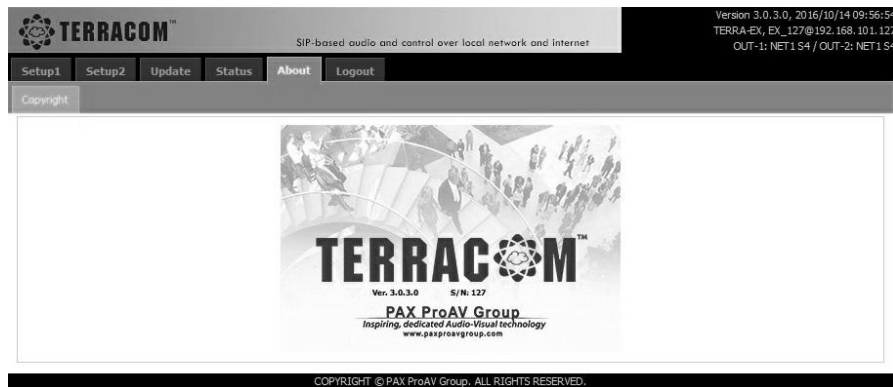 TERRACOM™
SIP-based audio and control over local network and internet
Version 3.0.3.0, 2016/10/14 09:56:54
TERRA-EX, EX_127@192.168.101.127
OUT-1: NET1 S4 / OUT-2: NET1 S4
Setup1 Setup2 Update Status About Logout
Copyright
TERRACOM™
Ver. 3.0.3.0 S/N: 127
PAX ProAV Group
Inspiring, dedicated Audio-Visual technology
www.paxproavgroup.com
COPYRIGHT © PAX ProAV Group. ALL RIGHTS RESERVED.